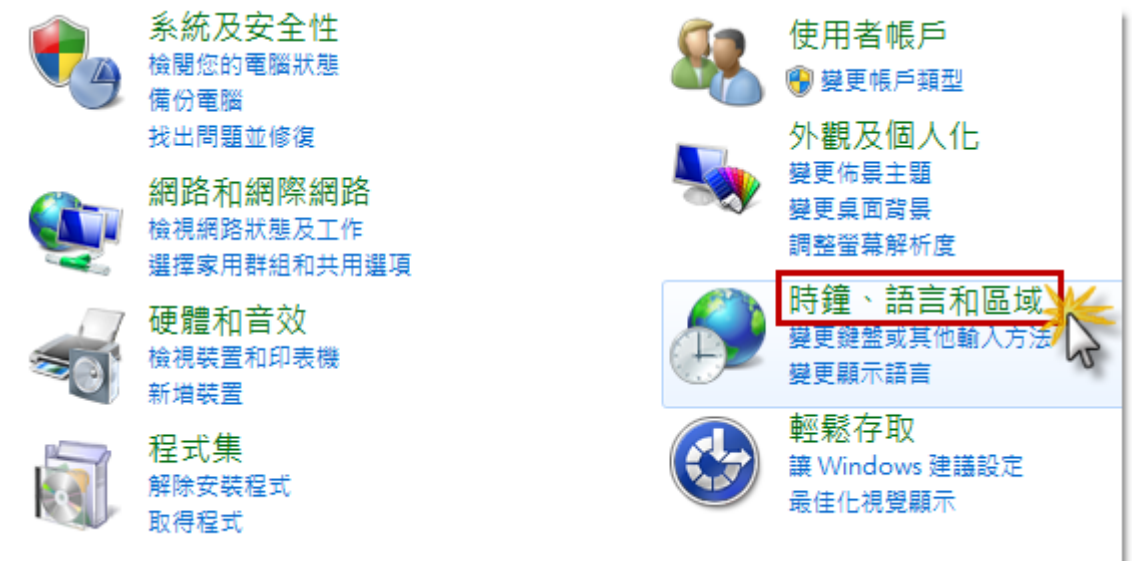 系統及安全性
檢閱您的電腦狀態
備份電腦
找出問題並修復
網路和網際網路
檢視網路狀態及工作
選擇家用群組和共用選項
硬體和音效
檢視裝置和印表機
新增裝置
程式集
解除安裝程式
取得程式
使用者帳戶
變更帳戶類型
外觀及個人化
變更佈景主題
變更桌面背景
調整螢幕解析度
時鐘、語言和區域
變更鍵盤或其他輸入方法
變更顯示語言
輕鬆存取
讓 Windows 建議設定
最佳化視覺顯示